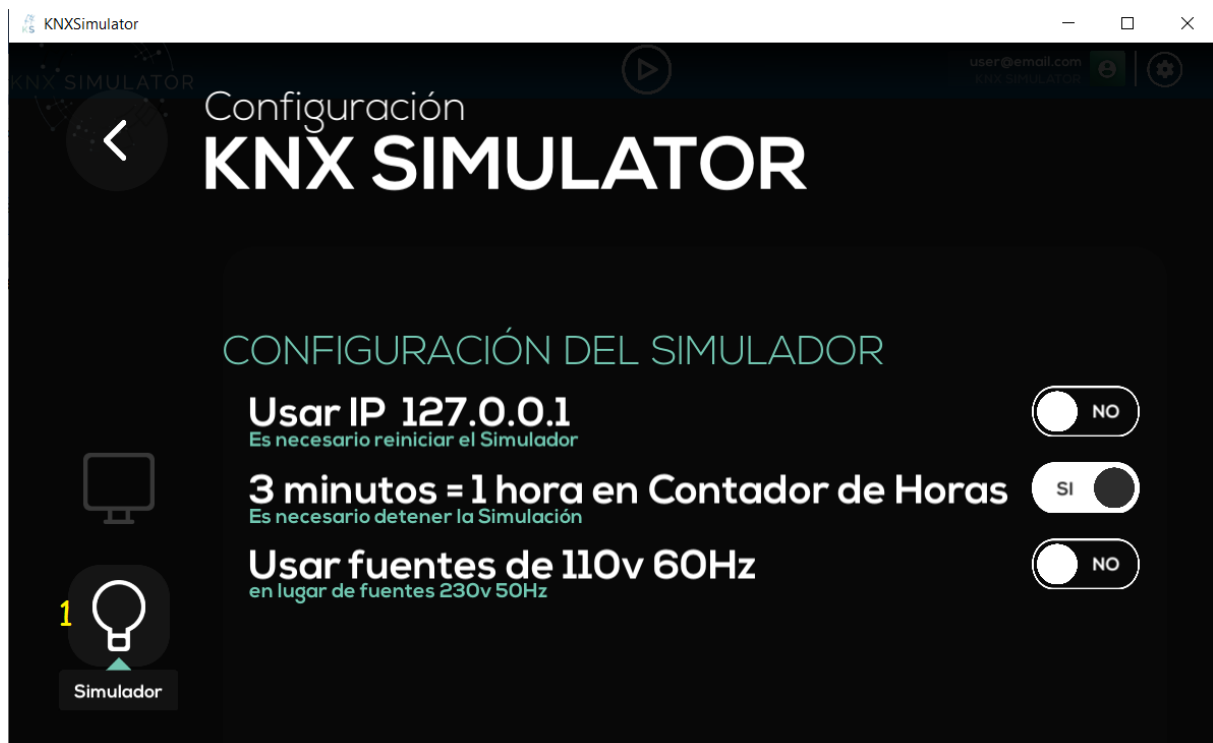 KNXSimulator
KNX SIMULATOR
user@email.com
KNX SIMULATOR
Configuración
KNX SIMULATOR
CONFIGURACIÓN DEL SIMULADOR
Usar IP 127.0.0.1
NO
Es necesario reiniciar el Simulador
3 minutos = 1 hora en Contador de Horas
SI
Es necesario detener la Simulación
Usar fuentes de 110v 60Hz
NO
en lugar de fuentes 230v 50Hz
1
Simulador